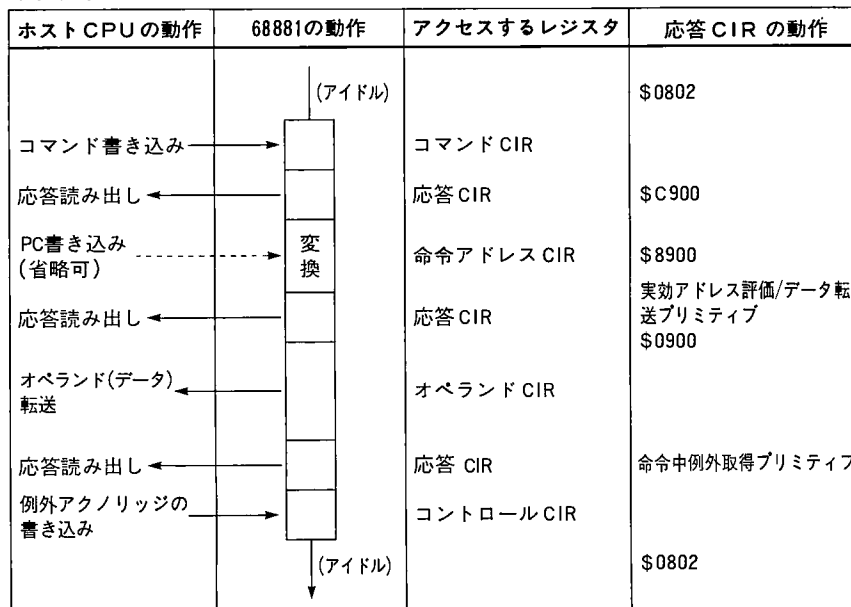 ホストCPUの動作 68881の動作 アクセスするレジスタ 応答CIRの動作
(アイドル) $0802
コマンド書き込み コマンドCIR
応答読み出し 応答CIR $C900
PC書き込み
(省略可)
変
換
命令アドレスCIR $8900
応答読み出し 応答CIR
実効アドレス評価/データ転
送プリミティブ
$0900
オペランド(データ)
転送
オペランドCIR
応答読み出し 応答 CIR 命令中例外取得プリミティブ
例外アクノリッジの
書き込み
コントロールCIR
(アイドル) $0802